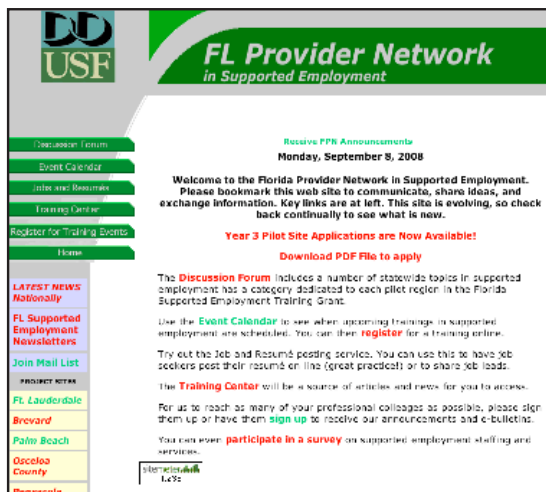 DD
USF
FL Provider Network
in Supported Employment
Discussion Forum
Event Calendar
Jobs and Resumés
Training Center
Register for Training Events
Home
LATEST NEWS
Nationally
FL Supported
Employment
Newsletters
Join Mail List
PROJECT SITES
Ft. Lauderdale
Brevard
Palm Beach
Osceloa
County
Receive FPN Announcements
Monday, September 8, 2008
Welcome to the Florida Provider Network in Supported Employment.
Please bookmark this web site to communicate, share ideas, and
exchange information. Key links are at left. This site is evolving, so check
back continually to see what is new.
Year 3 Pilot Site Applications are Now Available!
Download PDF File to apply
The Discussion Forum includes a number of statewide topics in supported
employment has a category dedicated to each pilot region in the Florida
Supported Employment Training Grant.
Use the Event Calendar to see when upcoming trainings in supported
employment are scheduled. You can then register for a training online.
Try out the Job and Resumé posting service. You can use this to have job
seekers post their resumé on line (great practice!) or to share job leads.
The Training Center will be a source of articles and news for you to access.
For us to reach as many of your professional colleages as possible, please sign
them up or have them sign up to receive our announcements and e-bulletins.
You can even participate in a survey on supported employment staffing and
services.
sitemeter